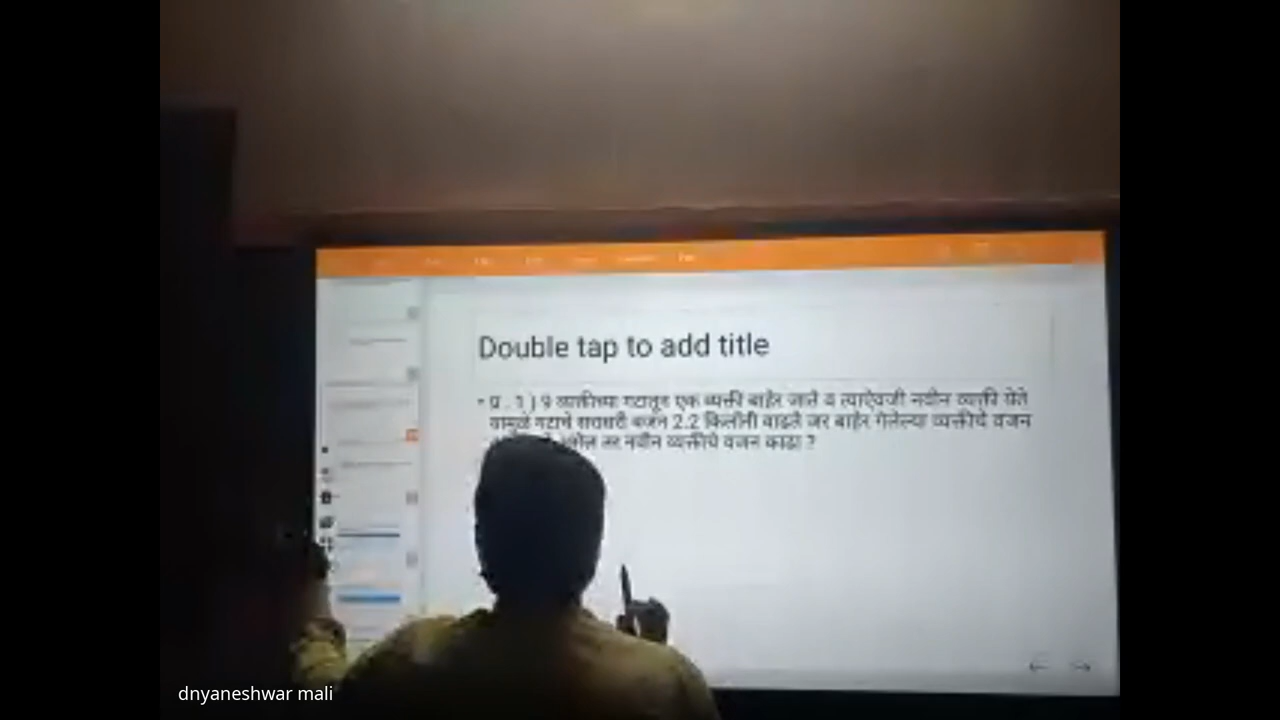 Double tap to add title
• प्र . 1 ) 9 व्यक्तीच्या गटातून एक व्यक्ती बाहेर जाते व त्याऐवजी नवीन व्यक्ति येते
यामुळे गटाचे सरासरी वजन 2.2 किलोनी वाढते जर बाहेर गेलेल्या व्यक्तीचे वजन
असेल तर नवीन व्यक्तीचे वजन काढा ?
dnyaneshwar mali